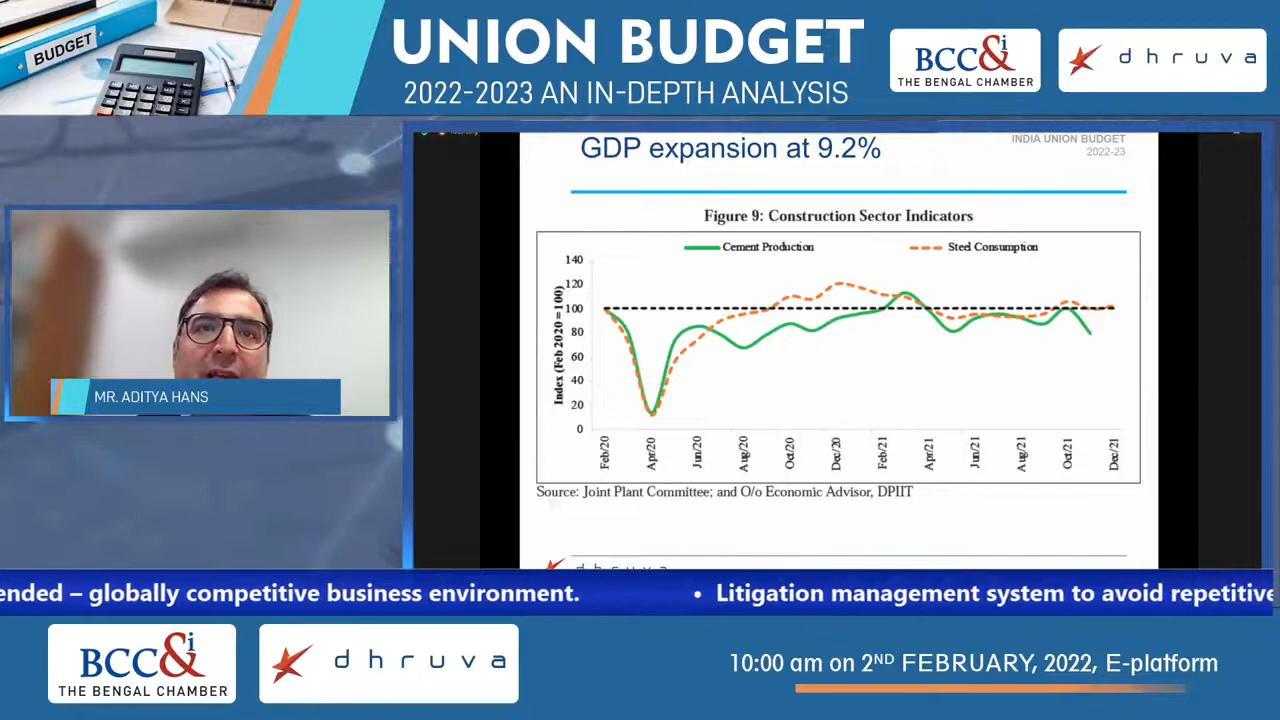 BUDGET
UNION BUDGET
2022-2023 AN IN-DEPTH ANALYSIS
BCC&i
THE BENGAL CHAMBER
dhruva
GDP expansion at 9.2%
INDIA UNION BUDGET
2022-23
Figure 9: Construction Sector Indicators
Cement Production
Steel Consumption
Index (Feb 2020 = 100)
140
120
100
80
60
40
20
0
Feb/20
Apr/20
Jun/20
Aug/20
Oct/20
Dec/20
Feb/21
Apr/21
Jun/21
Aug/21
Oct/21
Dec/21
Source: Joint Plant Committee; and O/o Economic Advisor, DPIIT
MR. ADITYA HANS
ended – globally competitive business environment.
• Litigation management system to avoid repetitive
BCC&i
THE BENGAL CHAMBER
dhruva
10:00 am on 2ND FEBRUARY, 2022, E-platform